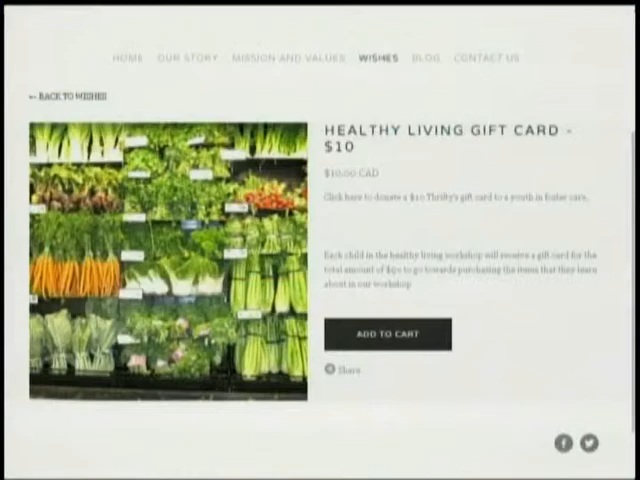 HOME OUR STORY MISSION AND VALUES WISHES BLOG CONTACT US
← BACK TO WISHES
HEALTHY LIVING GIFT CARD -
$10
$10.00 CAD
Click here to donate a $10 Thrifty's gift card to a youth in foster care.
Each child in the healthy living workshop will receive a gift card for the
total amount of to go towards purchasing the items that they learn
about in our workshop
ADD TO CART
Share